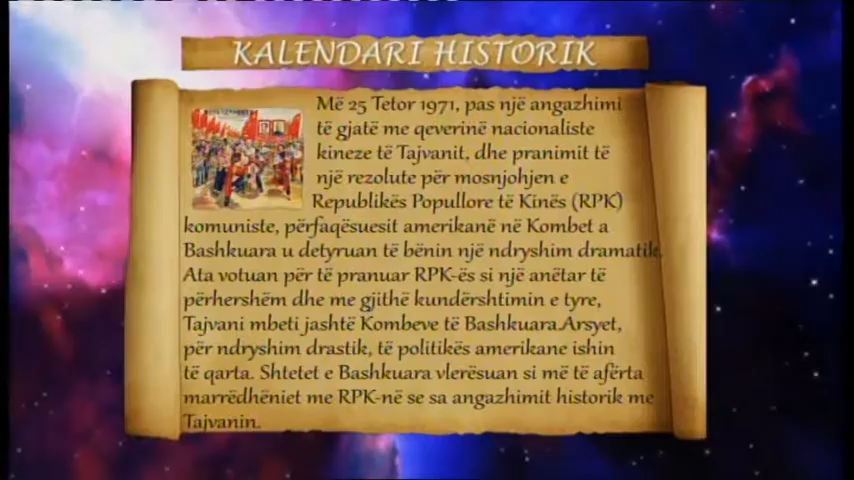 KALENDARI HISTORIK
Më 25 Tetor 1971, pas një angazhimi
të gjatë me qeverinë nacionaliste
kineze të Tajvanit, dhe pranimit të
një rezolute për mosnjohjen e
Republikës Popullore të Kinës (RPK)
komuniste, përfaqësuesit amerikanë në Kombet a
Bashkuara u detyruan të bënin një ndryshim dramatik.
Ata votuan për të pranuar RPK-ës si një anëtar të
përhershëm dhe me gjithë kundërshtimin e tyre,
Tajvani mbeti jashtë Kombeve të Bashkuara.Arsyet,
për ndryshim drastik, të politikës amerikane ishin
të qarta. Shtetet e Bashkuara vlerësuan si më të afërta
marrëdhëniet me RPK-në se sa angazhimit historik me
Tajvanin.